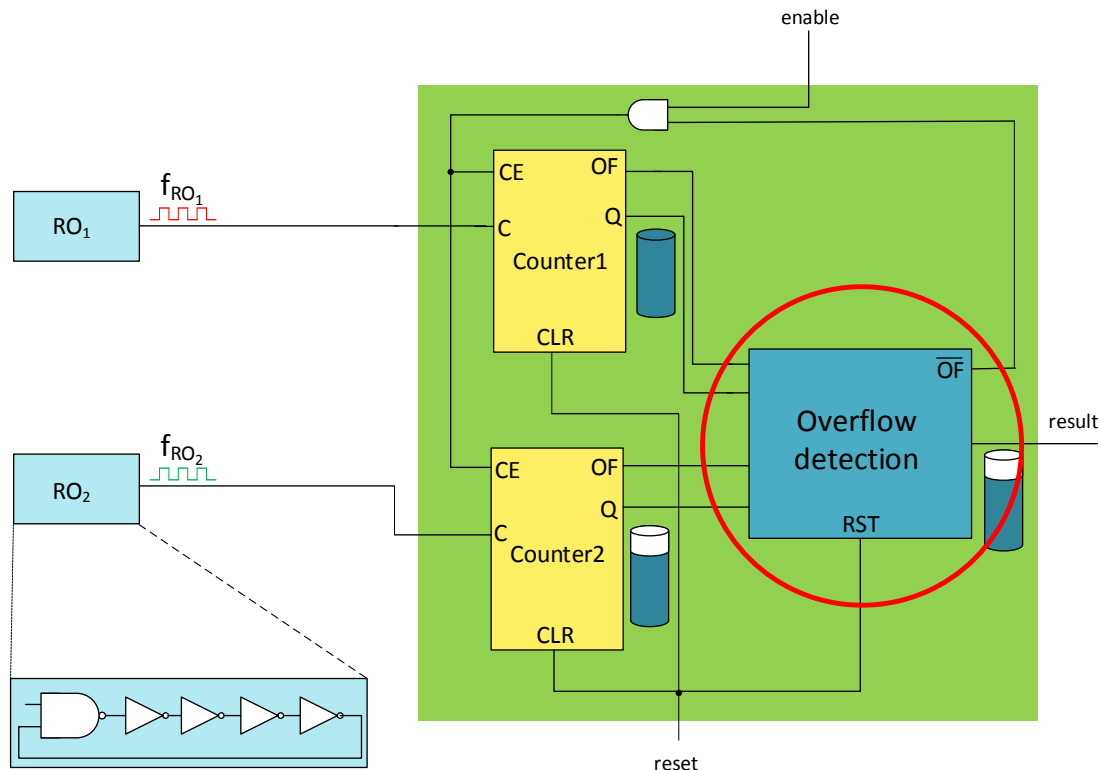 enable
CE
OF
fRO1
RO1
Q
C
Counter1
CLR
OF
Overflow
detection
result
fRO2
CE
OF
RO2
Q
RST
C
Counter2
CLR
reset